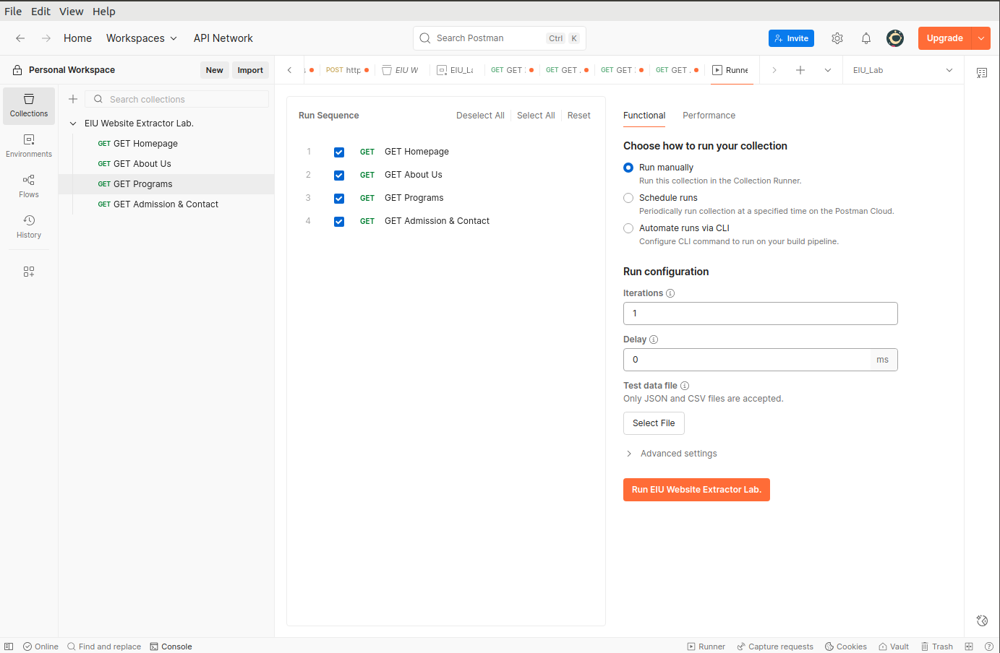 File Edit View Help
Home Workspaces API Network
Search Postman Ctrl K
Invite
Upgrade
Personal Workspace New Import
POST http
EIU W
EIU_La
GET GET
GET GET .
GET GET
GET GET .
Runne
EIU_Lab
Collections
Environments
Flows
History
Search collections
EIU Website Extractor Lab.
GET GET Homepage
GET GET About Us
GET GET Programs
GET GET Admission & Contact
Run Sequence Deselect All Select All Reset
1 GET GET Homepage
2 GET GET About Us
3 GET GET Programs
4 GET GET Admission & Contact
Functional Performance
Choose how to run your collection
Run manually
Run this collection in the Collection Runner.
Schedule runs
Periodically run collection at a specified time on the Postman Cloud.
Automate runs via CLI
Configure CLI command to run on your build pipeline.
Run configuration
Iterations
1
Delay
0 ms
Test data file
Only JSON and CSV files are accepted.
Select File
Advanced settings
Run EIU Website Extractor Lab.
Online Find and replace Console
Runner Capture requests Cookies Vault Trash